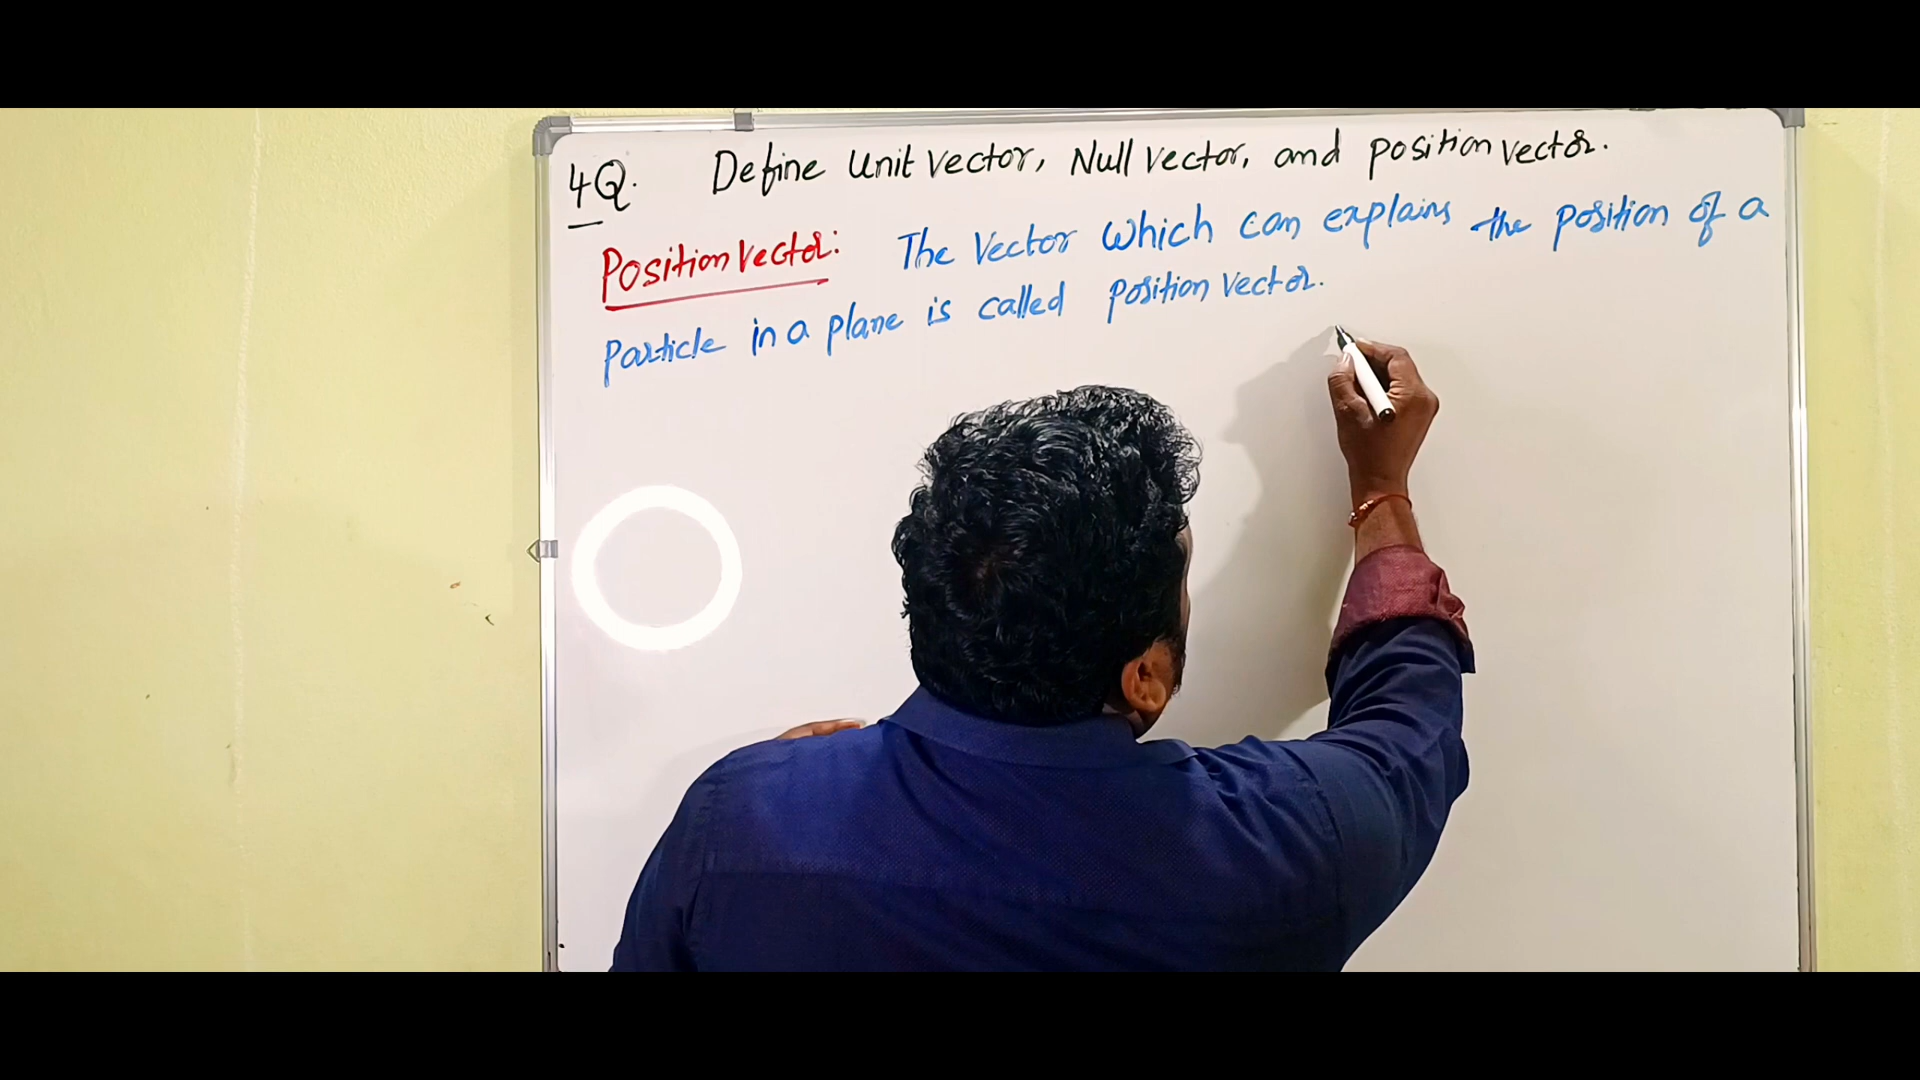 4Q. Define Unit Vector, Null Vector, and position vector.
Position Vector: The Vector Which can explains the position of a
particle in a plane is called position Vector.